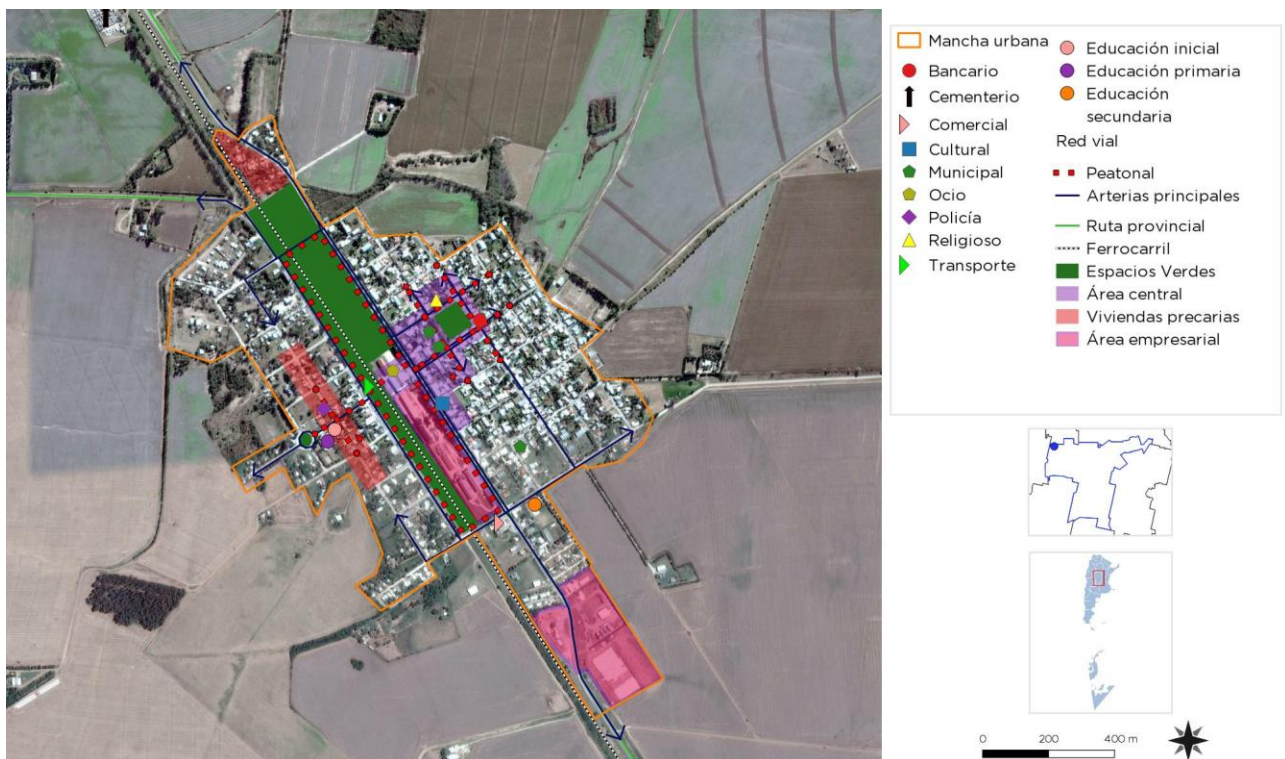 Mancha urbana
Bancario
Cementerio
Comercial
Cultural
Municipal
Ocio
Policía
Religioso
Transporte
Educación inicial
Educación primaria
Educación
secundaria
Red vial
Peatonal
Arterias principales
Ruta provincial
Ferrocarril
Espacios Verdes
Área central
Viviendas precarias
Área empresarial
0 200 400 m